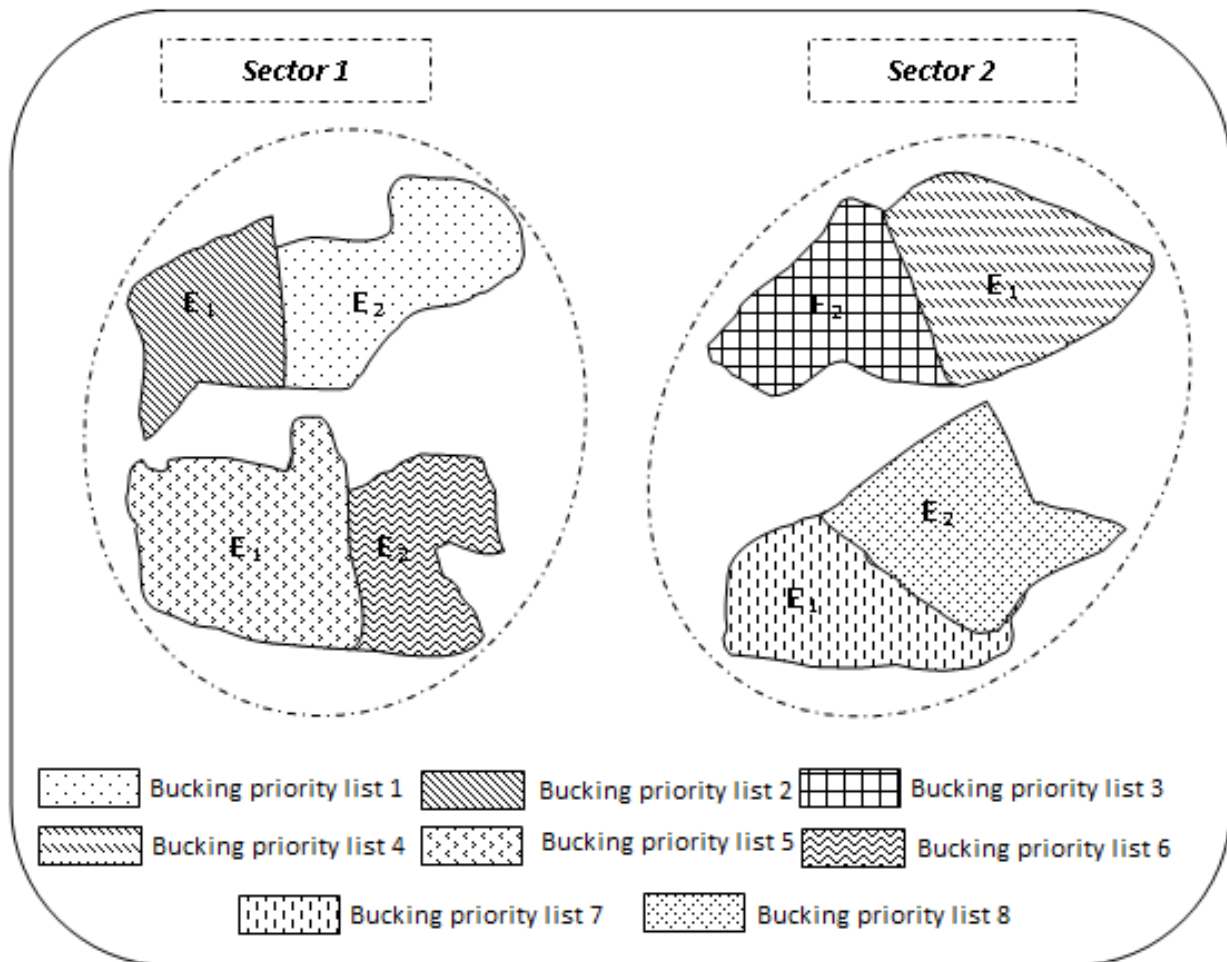 Sector 1
Sector 2
E₁
E₂
E₂
E₁
E₁
E₂
E₂
E₁
Bucking priority list 1
Bucking priority list 2
Bucking priority list 3
Bucking priority list 4
Bucking priority list 5
Bucking priority list 6
Bucking priority list 7
Bucking priority list 8